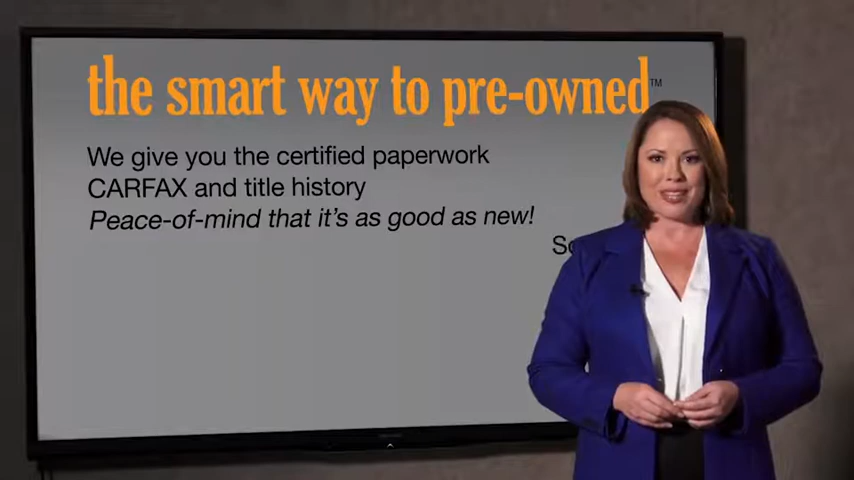 the smart way to pre-owned™
We give you the certified paperwork
CARFAX and title history
Peace-of-mind that it's as good as new!